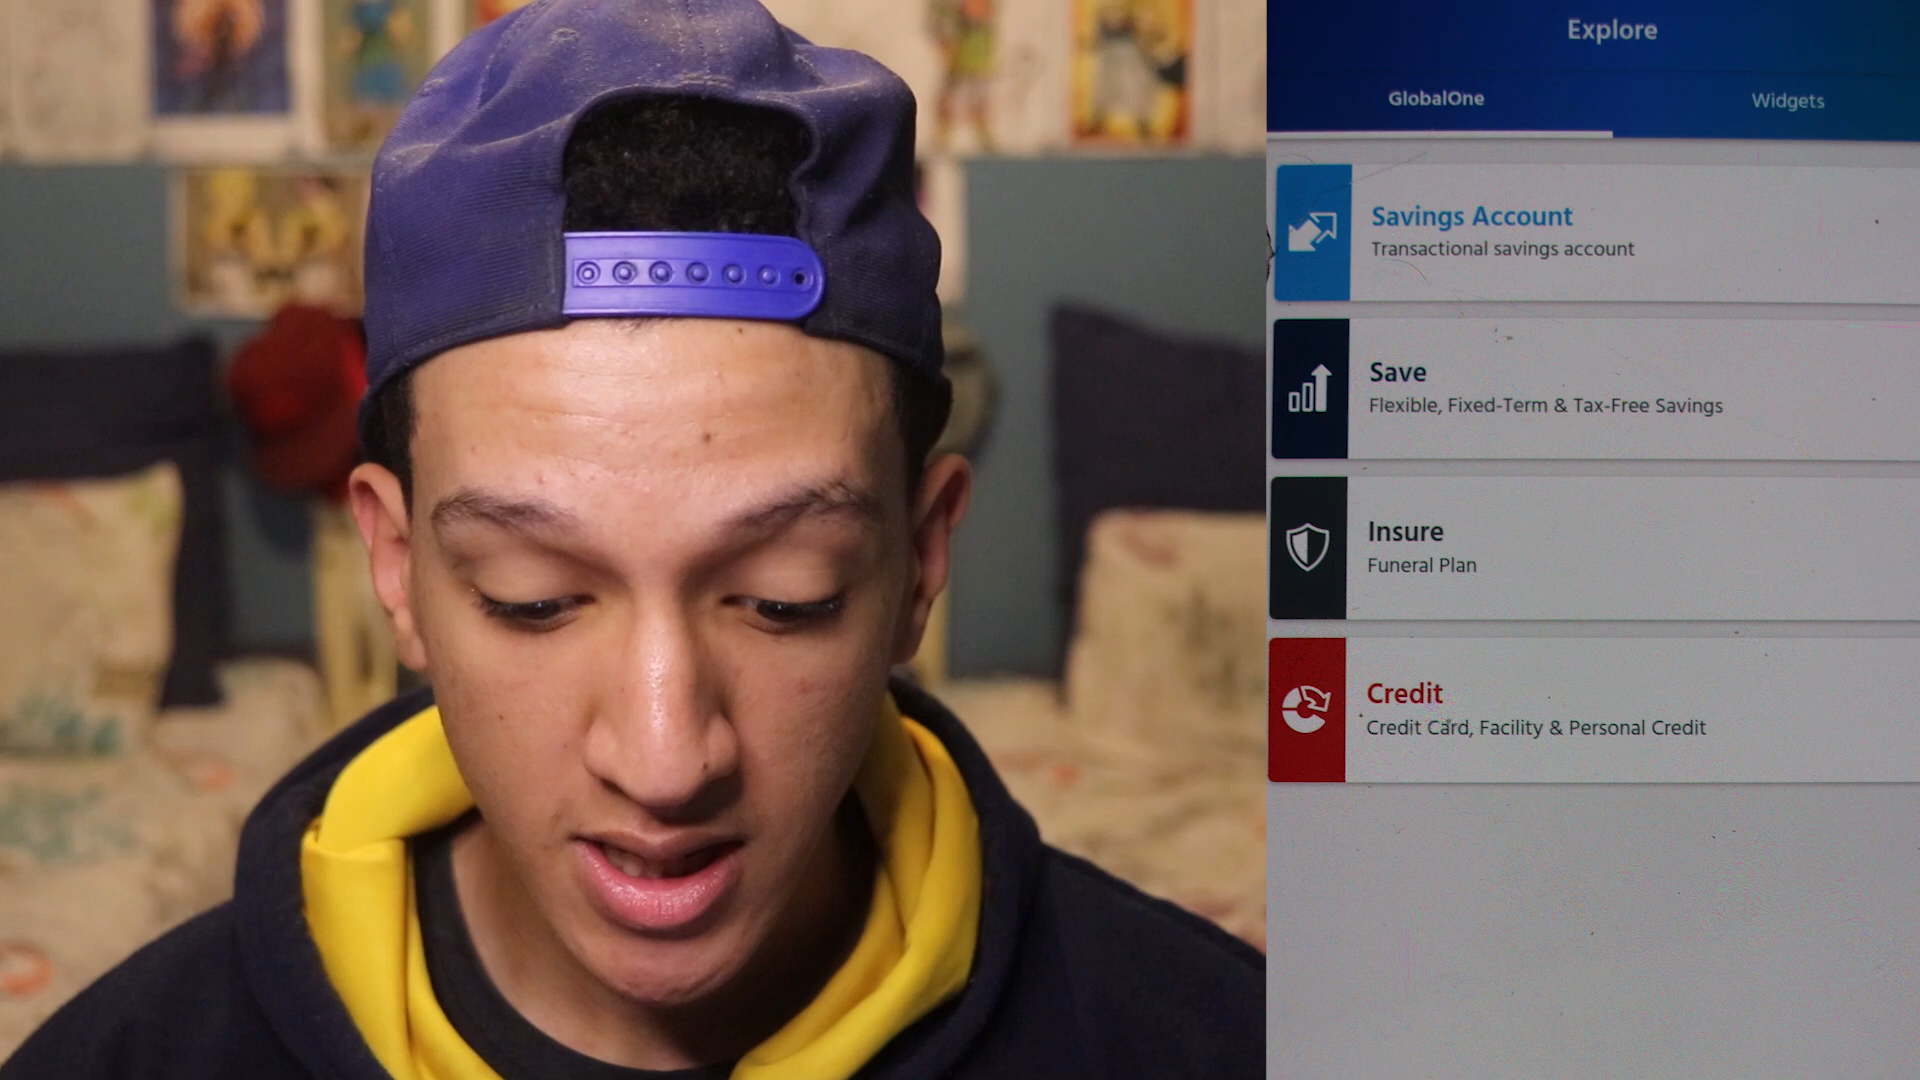 Explore
GlobalOne
Widgets
Savings Account
Transactional savings account
Save
Flexible, Fixed-Term & Tax-Free Savings
Insure
Funeral Plan
Credit
Credit Card, Facility & Personal Credit